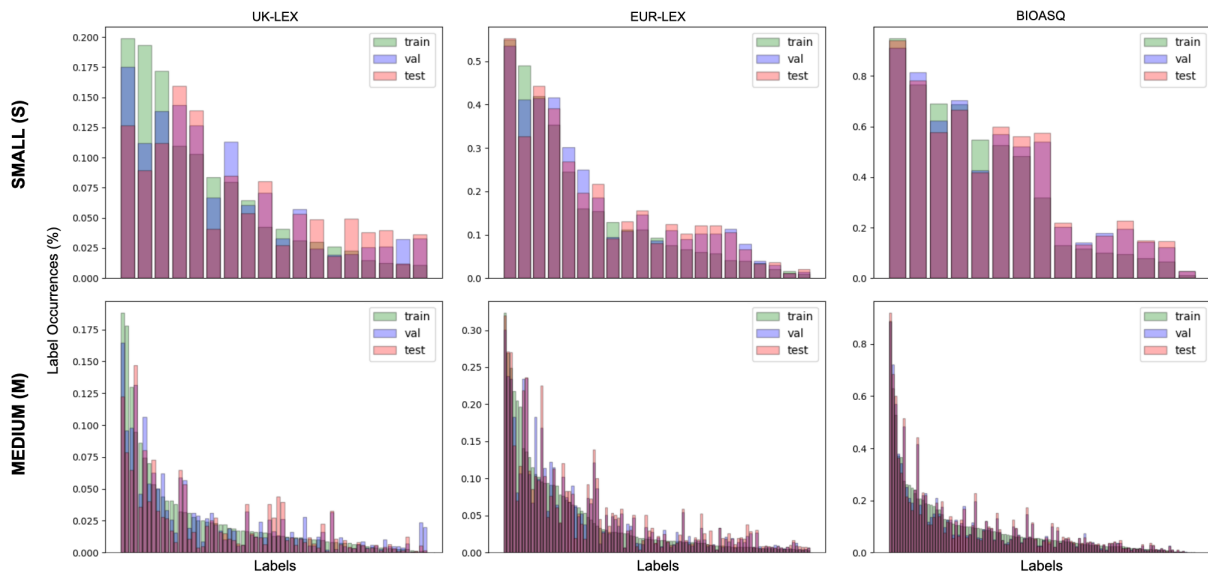 UK-LEX
EUR-LEX
BIOASQ
SMALL (S)
MEDIUM (M)
Label Occurrences (%)
0.200
0.175
0.150
0.125
0.100
0.075
0.050
0.025
0.000
train
val
test
0.5
0.4
0.3
0.2
0.1
0.0
train
val
test
0.8
0.6
0.4
0.2
0.0
train
val
test
0.175
0.150
0.125
0.100
0.075
0.050
0.025
0.000
train
val
test
0.30
0.25
0.20
0.15
0.10
0.05
0.00
train
val
test
0.8
0.6
0.4
0.2
0.0
train
val
test
Labels
Labels
Labels